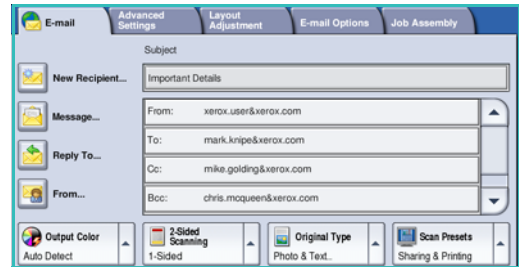 E-mail
Advanced Settings
Layout Adjustment
E-mail Options
Job Assembly
Subject
New Recipient...
Important Details
Message...
From: xerox.user&xerox.com
To: mark.knipe&xerox.com
Reply To...
Cc: mike.golding&xerox.com
From...
Bcc: chris.mcqueen&xerox.com
Output Color
Auto Detect
2-Sided Scanning
1-Sided
Original Type
Photo & Text..
Scan Presets
Sharing & Printing